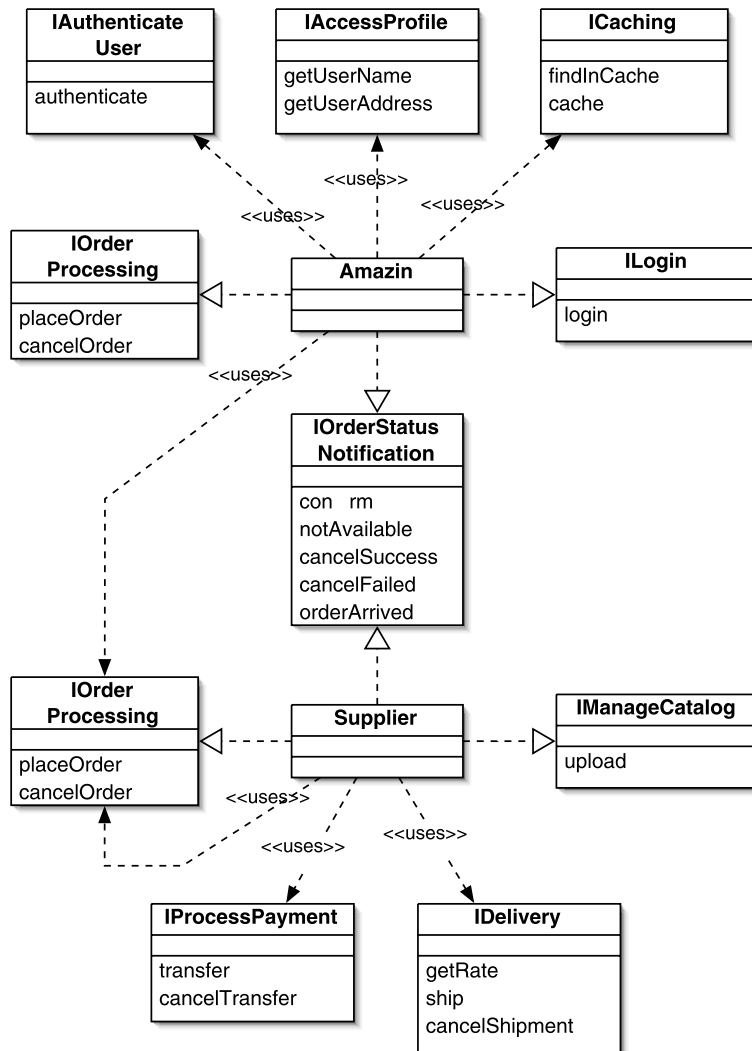 IAuthenticate
User
authenticate
IAccessProfile
getUserName
getUserAddress
ICaching
findInCache
cache
<<uses>>
<<uses>>
<<uses>>
IOrder
Processing
placeOrder
cancelOrder
Amazin
ILogin
login
<<uses>>
IOrderStatus
Notification
con rm
notAvailable
cancelSuccess
cancelFailed
orderArrived
IOrder
Processing
placeOrder
cancelOrder
Supplier
IManageCatalog
upload
<<uses>>
<<uses>>
<<uses>>
IProcessPayment
transfer
cancelTransfer
IDelivery
getRate
ship
cancelShipment